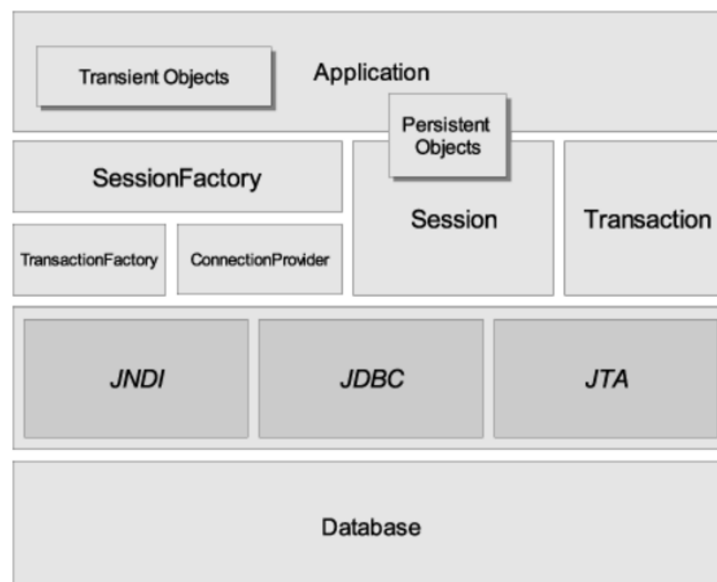 Transient Objects
Application
Persistent
Objects
SessionFactory
Session
Transaction
TransactionFactory
ConnectionProvider
JNDI
JDBC
JTA
Database